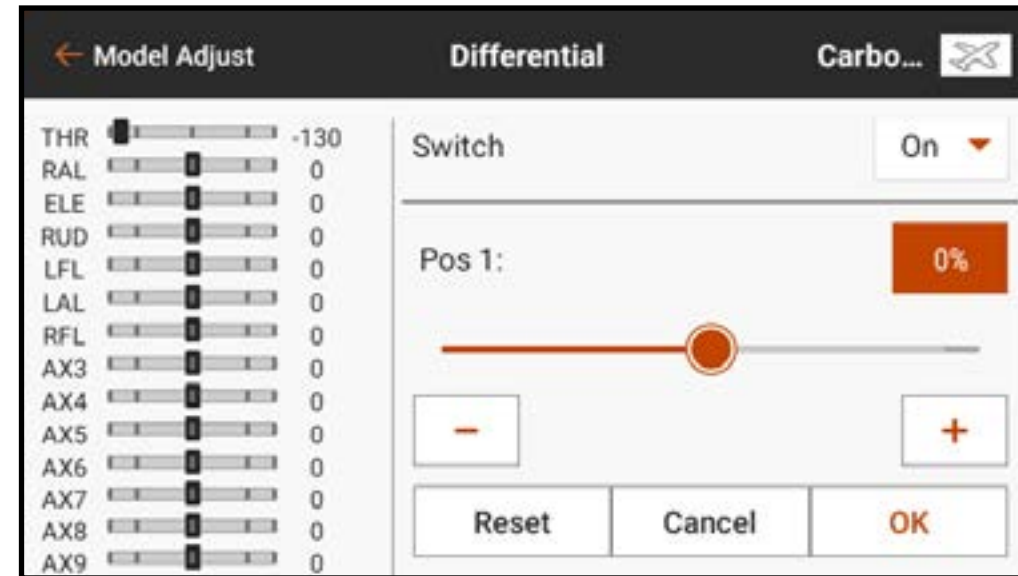 ← Model Adjust Differential Carbo...
THR -130
RAL 0
ELE 0
RUD 0
LFL 0
LAL 0
RFL 0
AX3 0
AX4 0
AX5 0
AX6 0
AX7 0
AX8 0
AX9 0
Switch On
Pos 1: 0%
− +
Reset Cancel OK